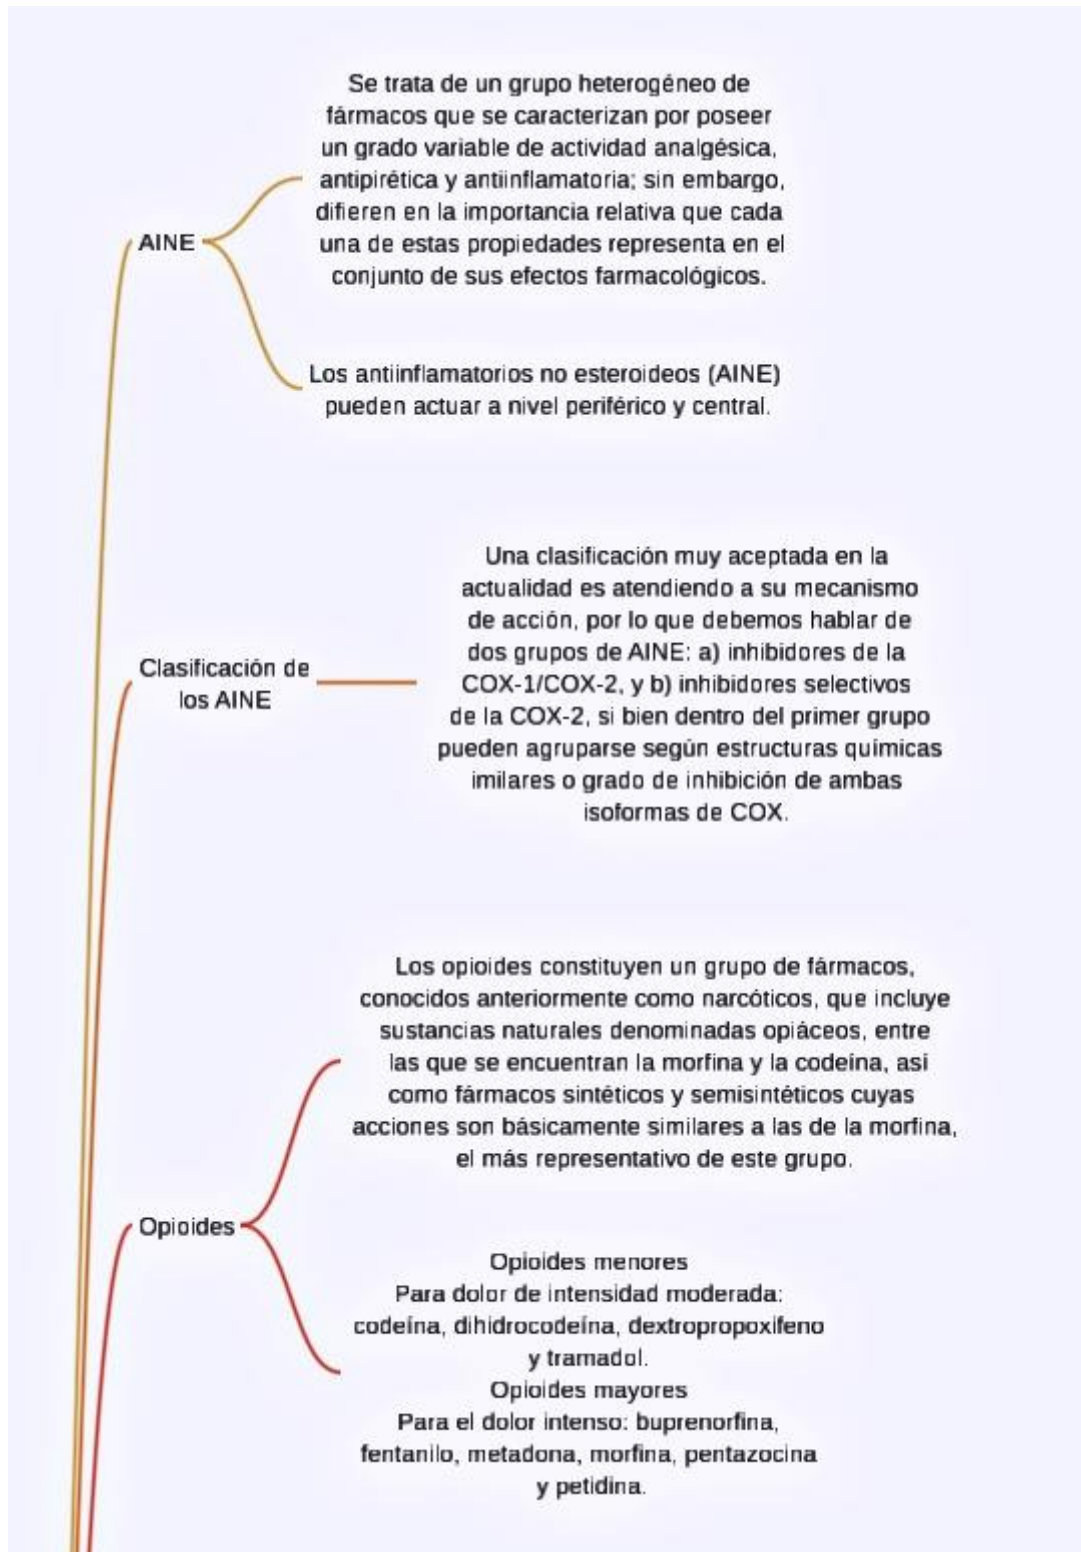 Se trata de un grupo heterogéneo de
fármacos que se caracterizan por poseer
un grado variable de actividad analgésica,
antipirética y antiinflamatoria; sin embargo,
difieren en la importancia relativa que cada
una de estas propiedades representa en el
conjunto de sus efectos farmacológicos.
AINE
Los antiinflamatorios no esteroideos (AINE)
pueden actuar a nivel periférico y central.
Una clasificación muy aceptada en la
actualidad es atendiendo a su mecanismo
de acción, por lo que debemos hablar de
dos grupos de AINE: a) inhibidores de la
COX-1/COX-2, y b) inhibidores selectivos
de la COX-2, si bien dentro del primer grupo
pueden agruparse según estructuras químicas
imilares o grado de inhibición de ambas
isoformas de COX.
Clasificación de
los AINE
Los opioides constituyen un grupo de fármacos,
conocidos anteriormente como narcóticos, que incluye
sustancias naturales denominadas opiáceos, entre
las que se encuentran la morfina y la codeína, así
como fármacos sintéticos y semisintéticos cuyas
acciones son básicamente similares a las de la morfina,
el más representativo de este grupo.
Opioides
Opioides menores
Para dolor de intensidad moderada:
codeína, dihidrocodeína, dextropropoxifeno
y tramadol.
Opioides mayores
Para el dolor intenso: buprenorfina,
fentanilo, metadona, morfina, pentazocina
y petidina.